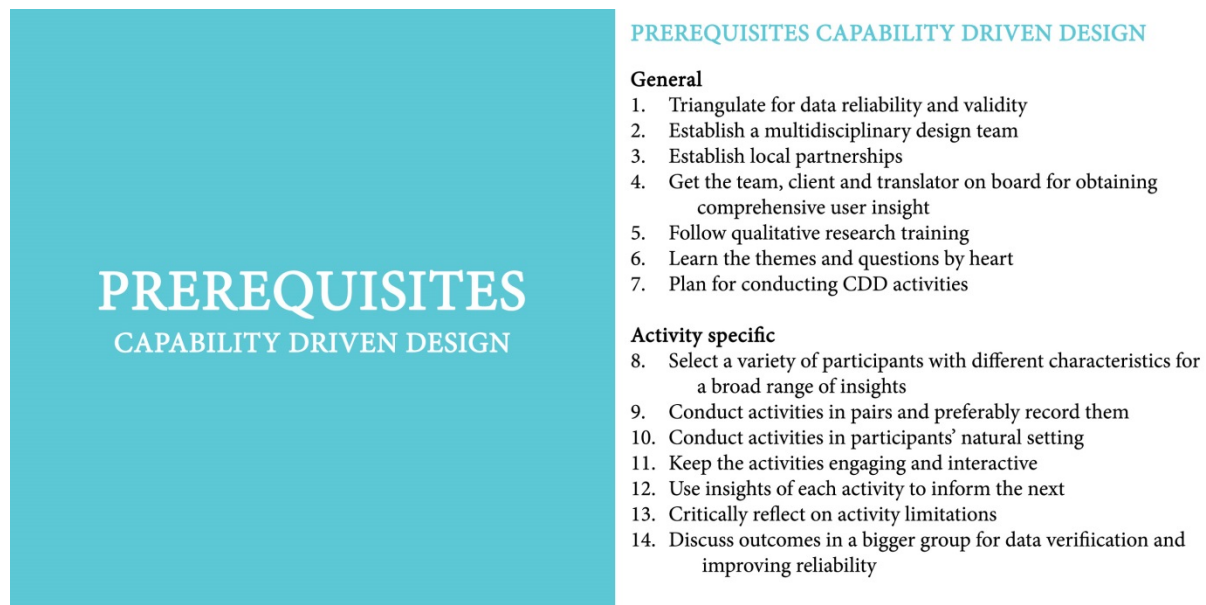 PREREQUISITES
CAPABILITY DRIVEN DESIGN
PREREQUISITES CAPABILITY DRIVEN DESIGN
General
1. Triangulate for data reliability and validity
2. Establish a multidisciplinary design team
3. Establish local partnerships
4. Get the team, client and translator on board for obtaining
comprehensive user insight
5. Follow qualitative research training
6. Learn the themes and questions by heart
7. Plan for conducting CDD activities
Activity specific
8. Select a variety of participants with different characteristics for
a broad range of insights
9. Conduct activities in pairs and preferably record them
10. Conduct activities in participants’ natural setting
11. Keep the activities engaging and interactive
12. Use insights of each activity to inform the next
13. Critically reflect on activity limitations
14. Discuss outcomes in a bigger group for data verifiication and
improving reliability